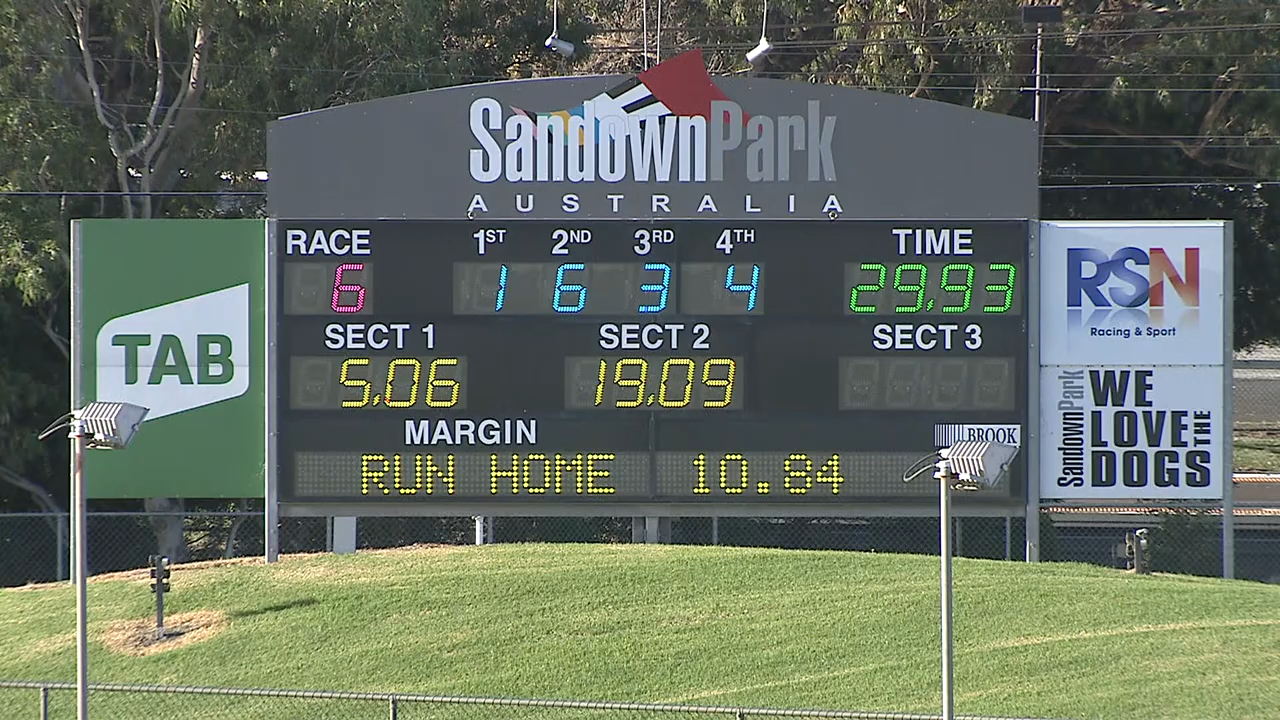 SandownPark
AUSTRALIA
RACE 1ST 2ND 3RD 4TH TIME
6 1 6 3 4 29.93
SECT 1 SECT 2 SECT 3
5.06 19.09
MARGIN
BROOK
RUN HOME 10.84
TAB
RSN
Racing & Sport
SandownPark
WE
LOVE THE
DOGS